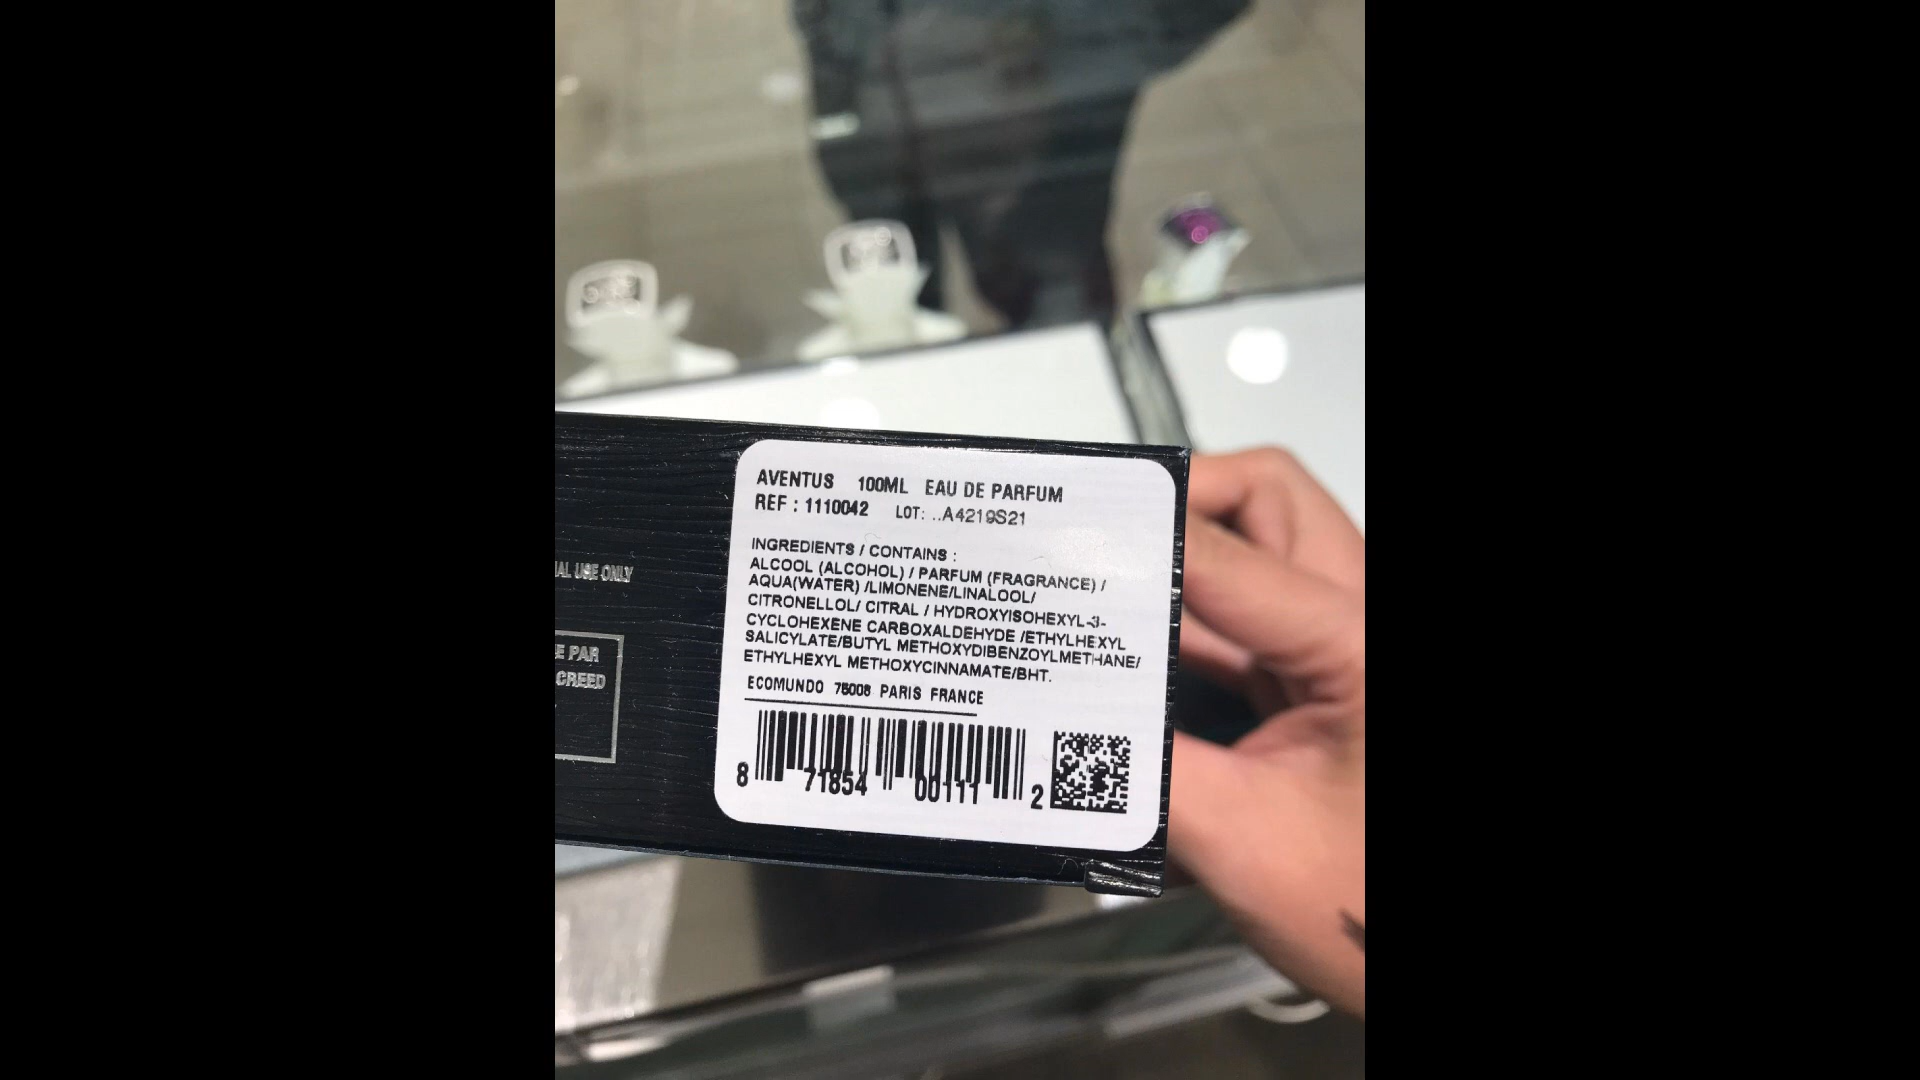 AVENTUS 100ML EAU DE PARFUM
REF : 1110042 LOT: ..A4219S21
INGREDIENTS / CONTAINS :
ALCOOL (ALCOHOL) / PARFUM (FRAGRANCE) /
AQUA(WATER) /LIMONENE/LINALOOL/
CITRONELLOL/ CITRAL / HYDROXYISOHEXYL-3-
CYCLOHEXENE CARBOXALDEHYDE /ETHYLHEXYL
SALICYLATE/BUTYL METHOXYDIBENZOYLMETHANE/
ETHYLHEXYL METHOXYCINNAMATE/BHT.
ECOMUNDO 75008 PARIS FRANCE
8 71854 00111 2
AL USE ONLY
E PAR
CREED